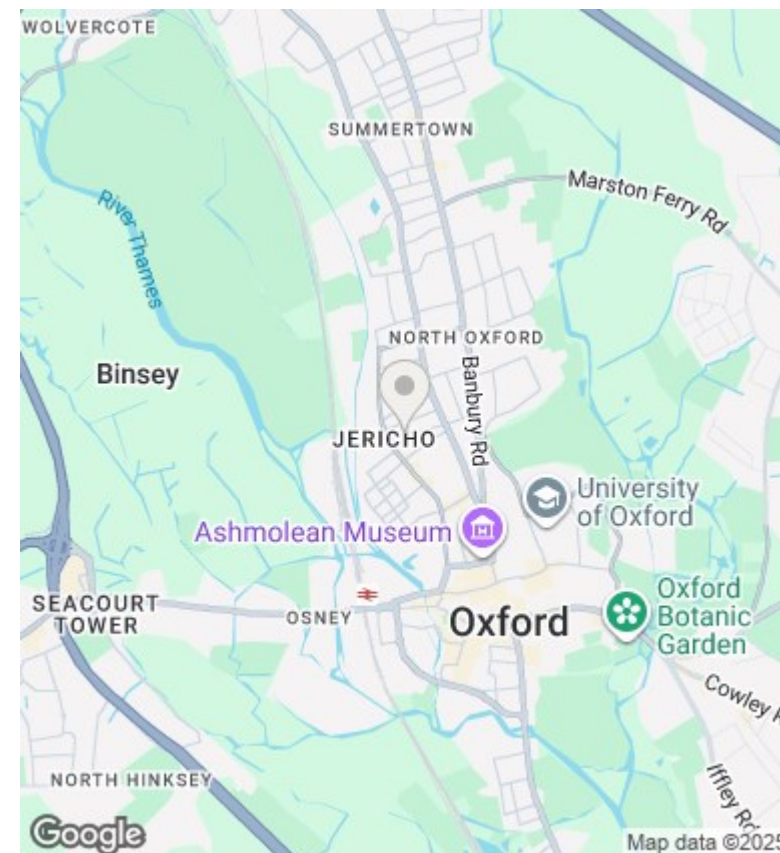 WOLVERCOTE
SUMMERTOWN
Marston Ferry Rd
River Thames
NORTH OXFORD
Binsey
Banbury Rd
JERICHO
University
of Oxford
Ashmolean Museum
SEACOURT
TOWER
OSNEY
Oxford
Oxford
Botanic
Garden
Cowley R
Iffley Rd
NORTH HINKSEY
Google
Map data ©2025